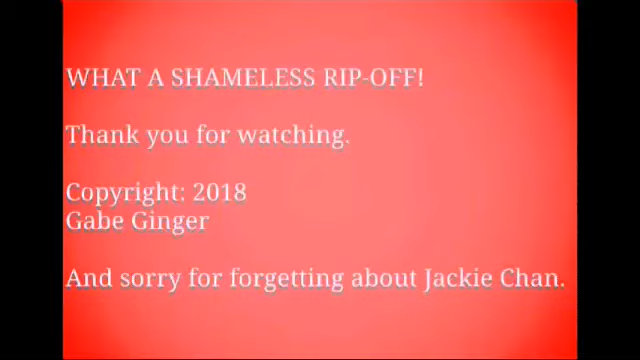 WHAT A SHAMELESS RIP-OFF!
Thank you for watching.
Copyright: 2018
Gabe Ginger
And sorry for forgetting about Jackie Chan.